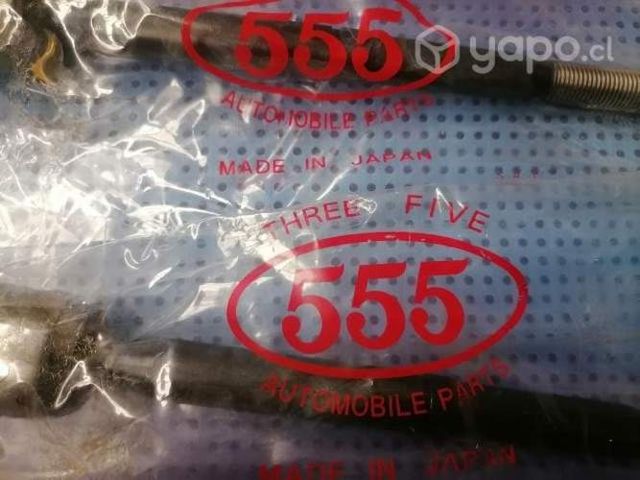 555
yapo.cl
AUTOMOBILE PARTS
MADE IN JAPAN
THREE FIVE
555
AUTOMOBILE PARTS
MADE IN JAPAN